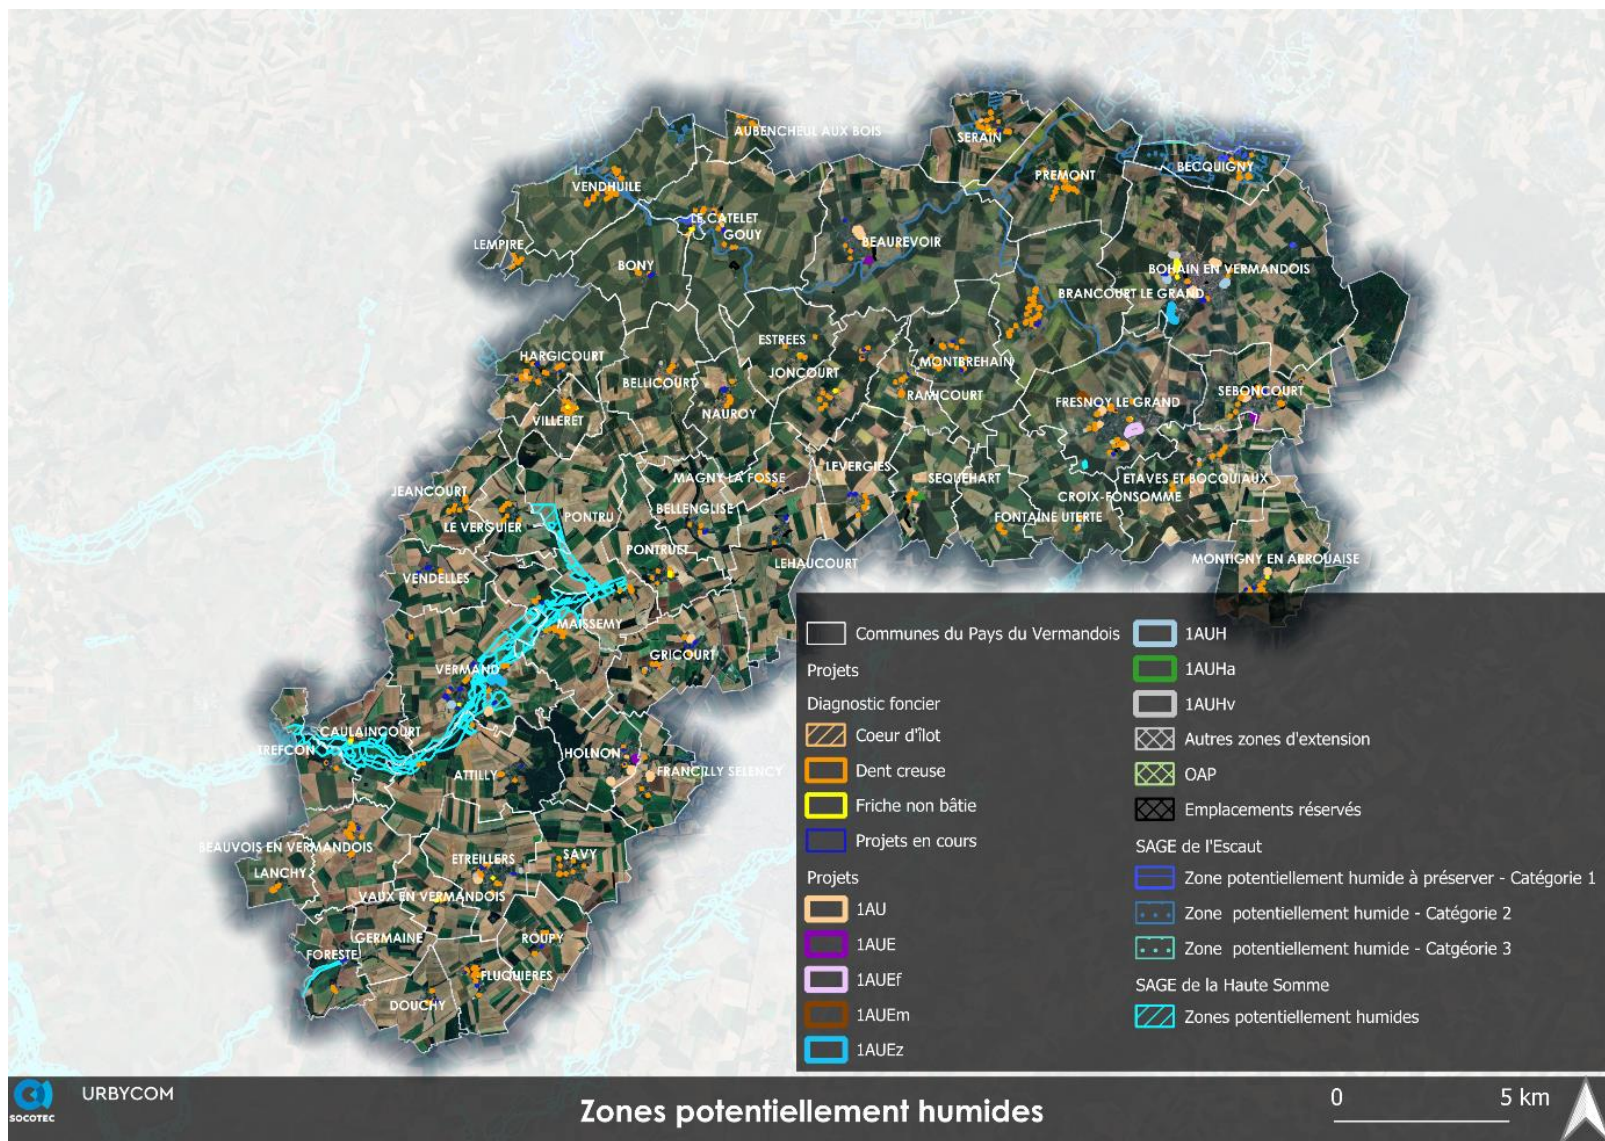 AUBENCHEUL AUX BOIS
SERAIN
BECQUIGNY
PREMONT
VENDHUILE
LE CATELET
GOUY
BEAUREVOIR
LEMPIRE
BONY
BOHAIN EN VERMANDOIS
BRANCOURT LE GRAND
ESTREES
HARGICOURT
JONCOURT
MONTBREHAIN
BELLICOURT
RAMICOURT
SEBONCOURT
FRESNOY LE GRAND
NAUROY
VILLERET
LEVERGIES
MAGNY LA FOSSE
SEQUEHART
ETAVES ET BOCQUIAUX
JEANCOURT
CROIX-FONSOMME
BELLENGLISE
PONTRU
FONTAINE UTERTE
LE VERGUIER
PONTRUET
LEHAUCOURT
MONTIGNY EN ARROUAISE
VENDELLES
MAISSEMY
GRICOURT
VERMAND
CAULAINCOURT
TREFCON
HOLNON
ATTILLY
FRANCILLY SELENCY
BEAUVOIS EN VERMANDOIS
ETREILLERS
SAVY
LANCHY
VAUX EN VERMANDOIS
GERMAINE
ROUPY
FORESTE
FLUQUIERES
DOUCHY
Communes du Pays du Vermandois
Projets
Diagnostic foncier
Coeur d'îlot
Dent creuse
Friche non bâtie
Projets en cours
Projets
1AU
1AUE
1AUEf
1AUEm
1AUEz
1AUH
1AUHa
1AUHv
Autres zones d'extension
OAP
Emplacements réservés
SAGE de l'Escaut
Zone potentiellement humide à préserver - Catégorie 1
Zone potentiellement humide - Catégorie 2
Zone potentiellement humide - Catgéorie 3
SAGE de la Haute Somme
Zones potentiellement humides
SOCOTEC
URBYCOM
Zones potentiellement humides
0 5 km